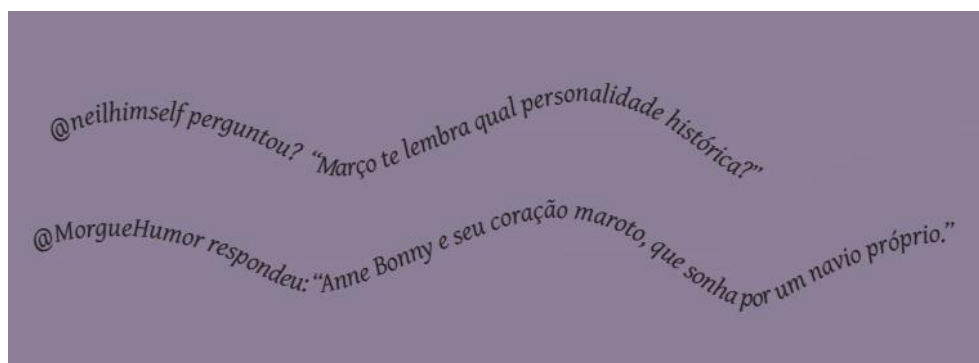 @neilhimself perguntou? “Março te lembra qual personalidade histórica?”
@MorgueHumor respondeu: “Anne Bonny e seu coração maroto, que sonha por um navio próprio.”